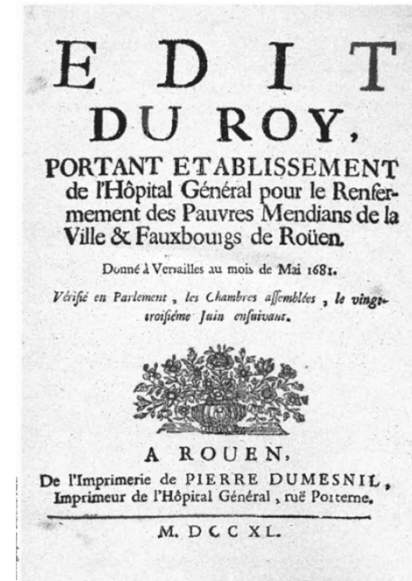 EDIT
DU ROY,
PORTANT ETABLISSEMENT
de l'Hôpital Général pour le Renfer-
mement des Pauvres Mendians de la
Ville & Fauxbourgs de Roüen.
Donné à Versailles au mois de Mai 1681.
Vérifié en Parlement, les Chambres assemblées, le vingt-
troisiéme Juin ensuivant.
A ROUEN,
De l'Imprimerie de PIERRE DUMESNIL,
Imprimeur de l'Hôpital Général, ruë Poterne.
M. DCCXL.